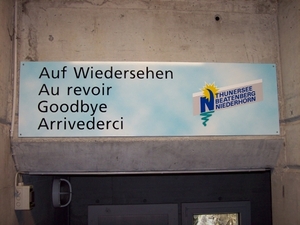 Auf Wiedersehen
Au revoir
Goodbye
Arrivederci
THUNERSEE
BEATENBERG
NIEDERHORN